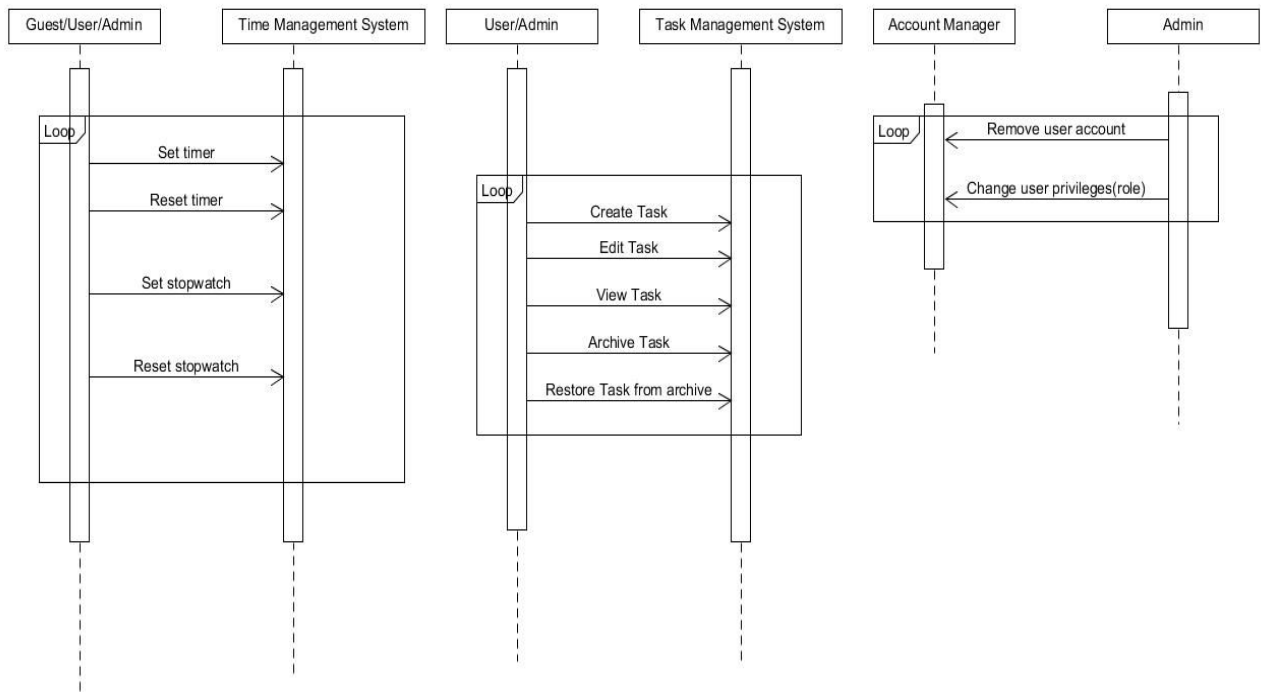 Guest/User/Admin
Time Management System
Loop
Set timer
Reset timer
Set stopwatch
Reset stopwatch
User/Admin
Task Management System
Loop
Create Task
Edit Task
View Task
Archive Task
Restore Task from archive
Account Manager
Admin
Loop
Remove user account
Change user privileges(role)